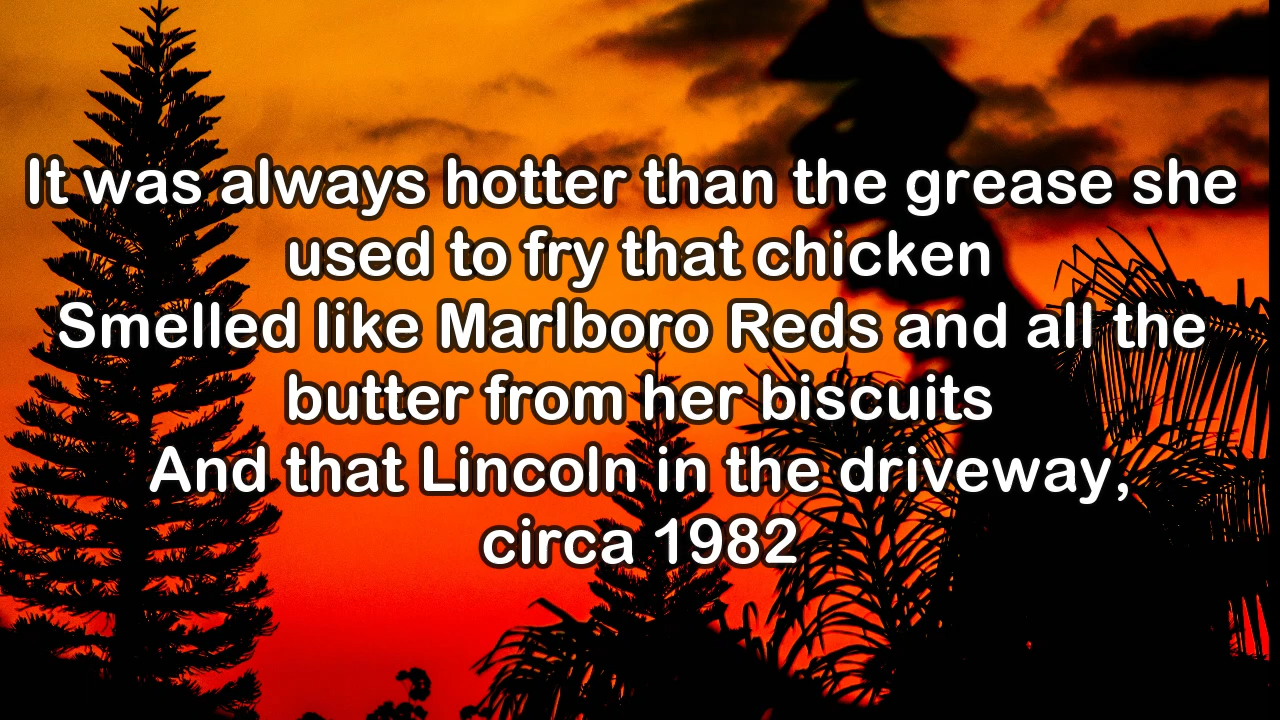 It was always hotter than the grease she
used to fry that chicken
Smelled like Marlboro Reds and all the
butter from her biscuits
And that Lincoln in the driveway,
circa 1982